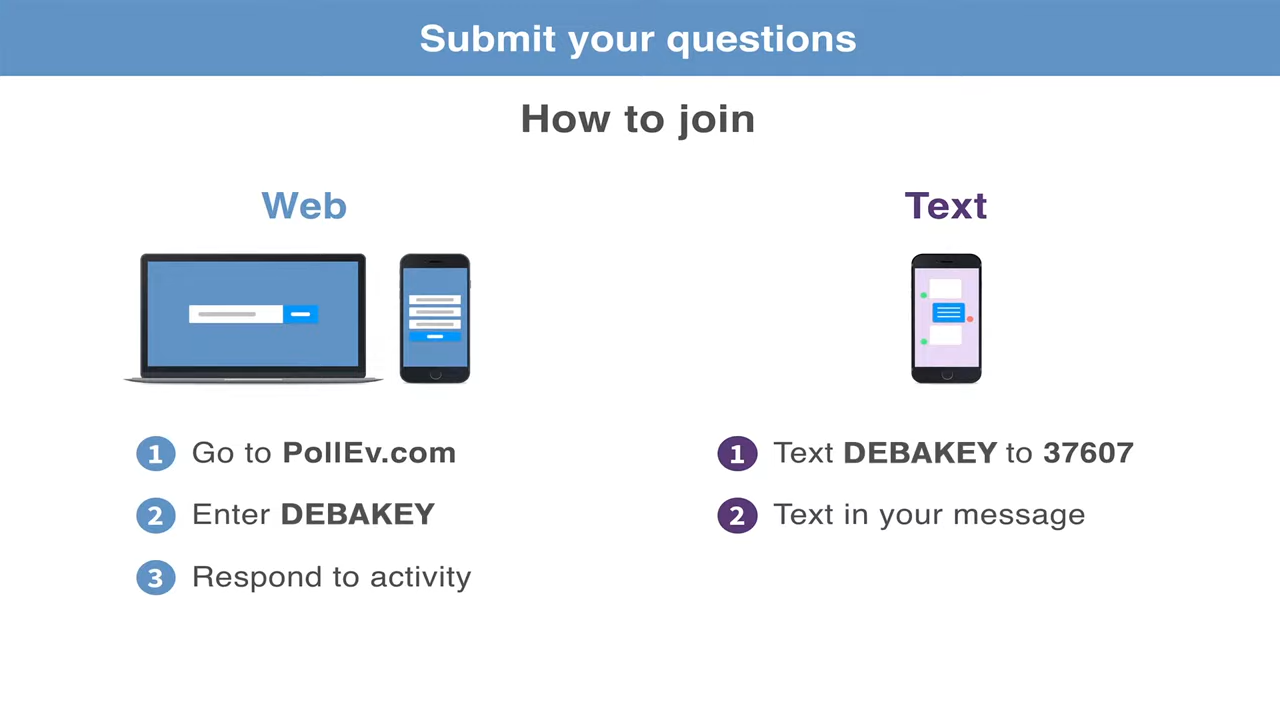 Submit your questions
How to join
Web
1 Go to PollEv.com
2 Enter DEBAKEY
3 Respond to activity
Text
1 Text DEBAKEY to 37607
2 Text in your message